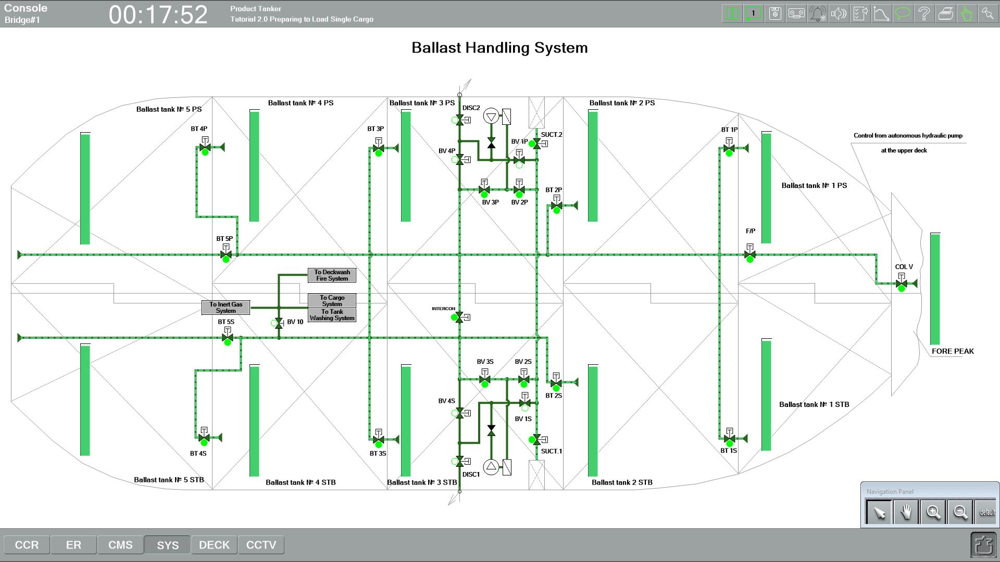 Console
Bridge#1
00:17:52
Product Tanker
Tutorial 2.0 Preparing to Load Single Cargo
1
Ballast Handling System
Ballast tank № 5 PS
Ballast tank № 4 PS
Ballast tank № 3 PS
Ballast tank № 2 PS
DISC2
BT 4P
BT 3P
BV 1P
SUCT.2
BT 1P
Control from autonomous hydraulic pump
at the upper deck
BV 4P
Ballast tank № 1 PS
BT 2P
BV 3P
BV 2P
F/P
BT 5P
COL V
To Deckwash
Fire System
To Cargo
System
To Inert Gas
System
To Tank
Washing System
INTERCON
BT 5S
BV 10
FORE PEAK
BV 3S
BV 2S
BT 2S
BV 4S
Ballast tank № 1 STB
BV 1S
BT 4S
BT 3S
SUCT.1
BT 1S
DISC1
Ballast tank № 5 STB
Ballast tank № 4 STB
Ballast tank № 3 STB
Ballast tank 2 STB
Navigation Panel
default
CCR
ER
CMS
SYS
DECK
CCTV